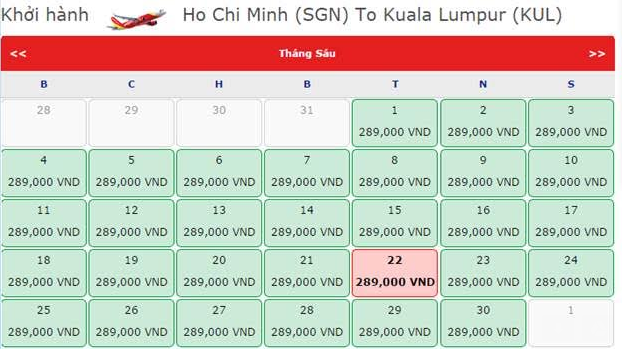 Khởi hành Ho Chi Minh (SGN) To Kuala Lumpur (KUL)
<< Tháng Sáu >>
B C H B T N S
28 29 30 31 1 2 3
289,000 VND 289,000 VND 289,000 VND
4 5 6 7 8 9 10
289,000 VND 289,000 VND 289,000 VND 289,000 VND 289,000 VND 289,000 VND 289,000 VND
11 12 13 14 15 16 17
289,000 VND 289,000 VND 289,000 VND 289,000 VND 289,000 VND 289,000 VND 289,000 VND
18 19 20 21 22 23 24
289,000 VND 289,000 VND 289,000 VND 289,000 VND 289,000 VND 289,000 VND 289,000 VND
25 26 27 28 29 30 1
289,000 VND 289,000 VND 289,000 VND 289,000 VND 289,000 VND 289,000 VND